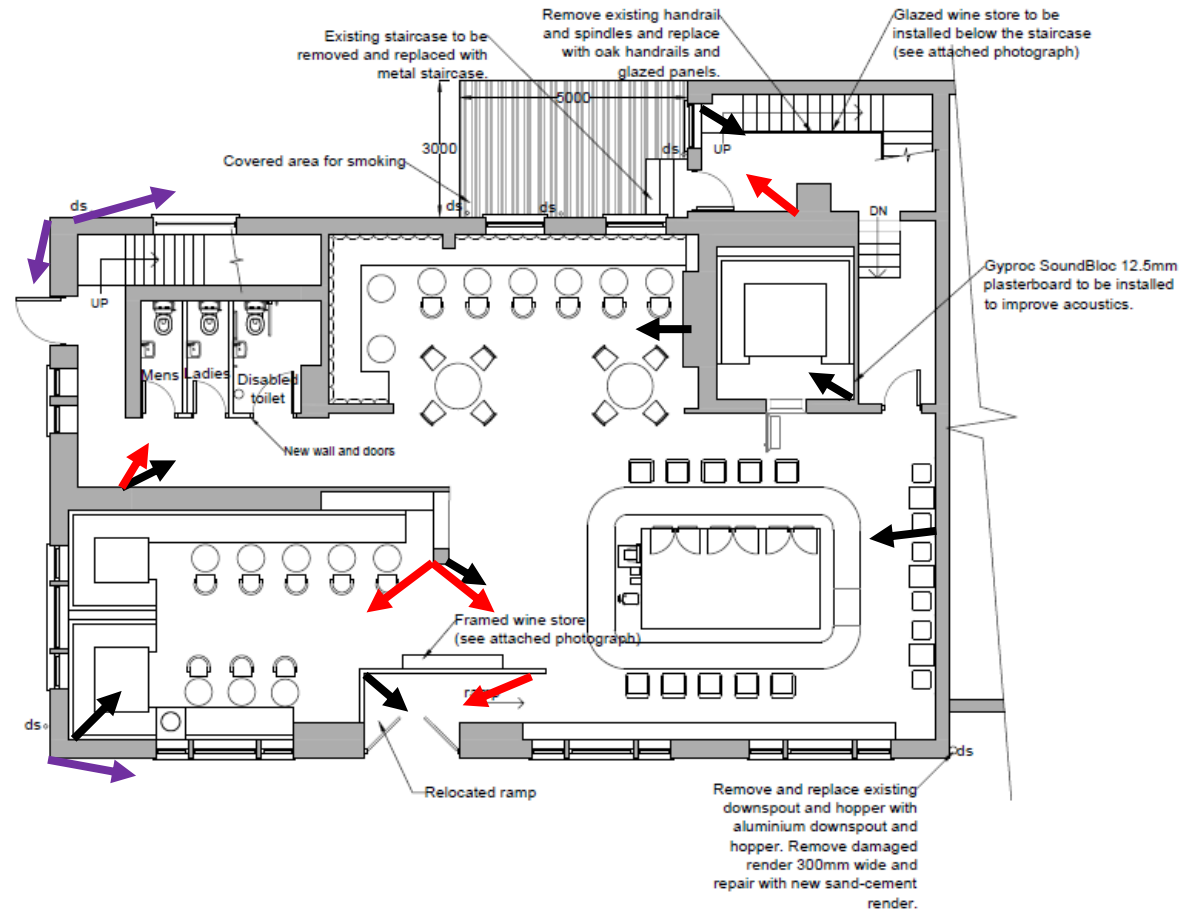 Remove existing handrail
and spindles and replace
with oak handrails and
glazed panels.
Glazed wine store to be
installed below the staircase
(see attached photograph)
Existing staircase to be
removed and replaced with
metal staircase.
5000
3000
Covered area for smoking
ds
UP
ds
ds
ds
DN
Gyproc SoundBloc 12.5mm
plasterboard to be installed
to improve acoustics.
UP
Mens
Ladies
Disabled
toilet
New wall and doors
Framed wine store
(see attached photograph)
ramp
ds
ds
Relocated ramp
Remove and replace existing
downspout and hopper with
aluminium downspout and
hopper. Remove damaged
render 300mm wide and
repair with new sand-cement
render.